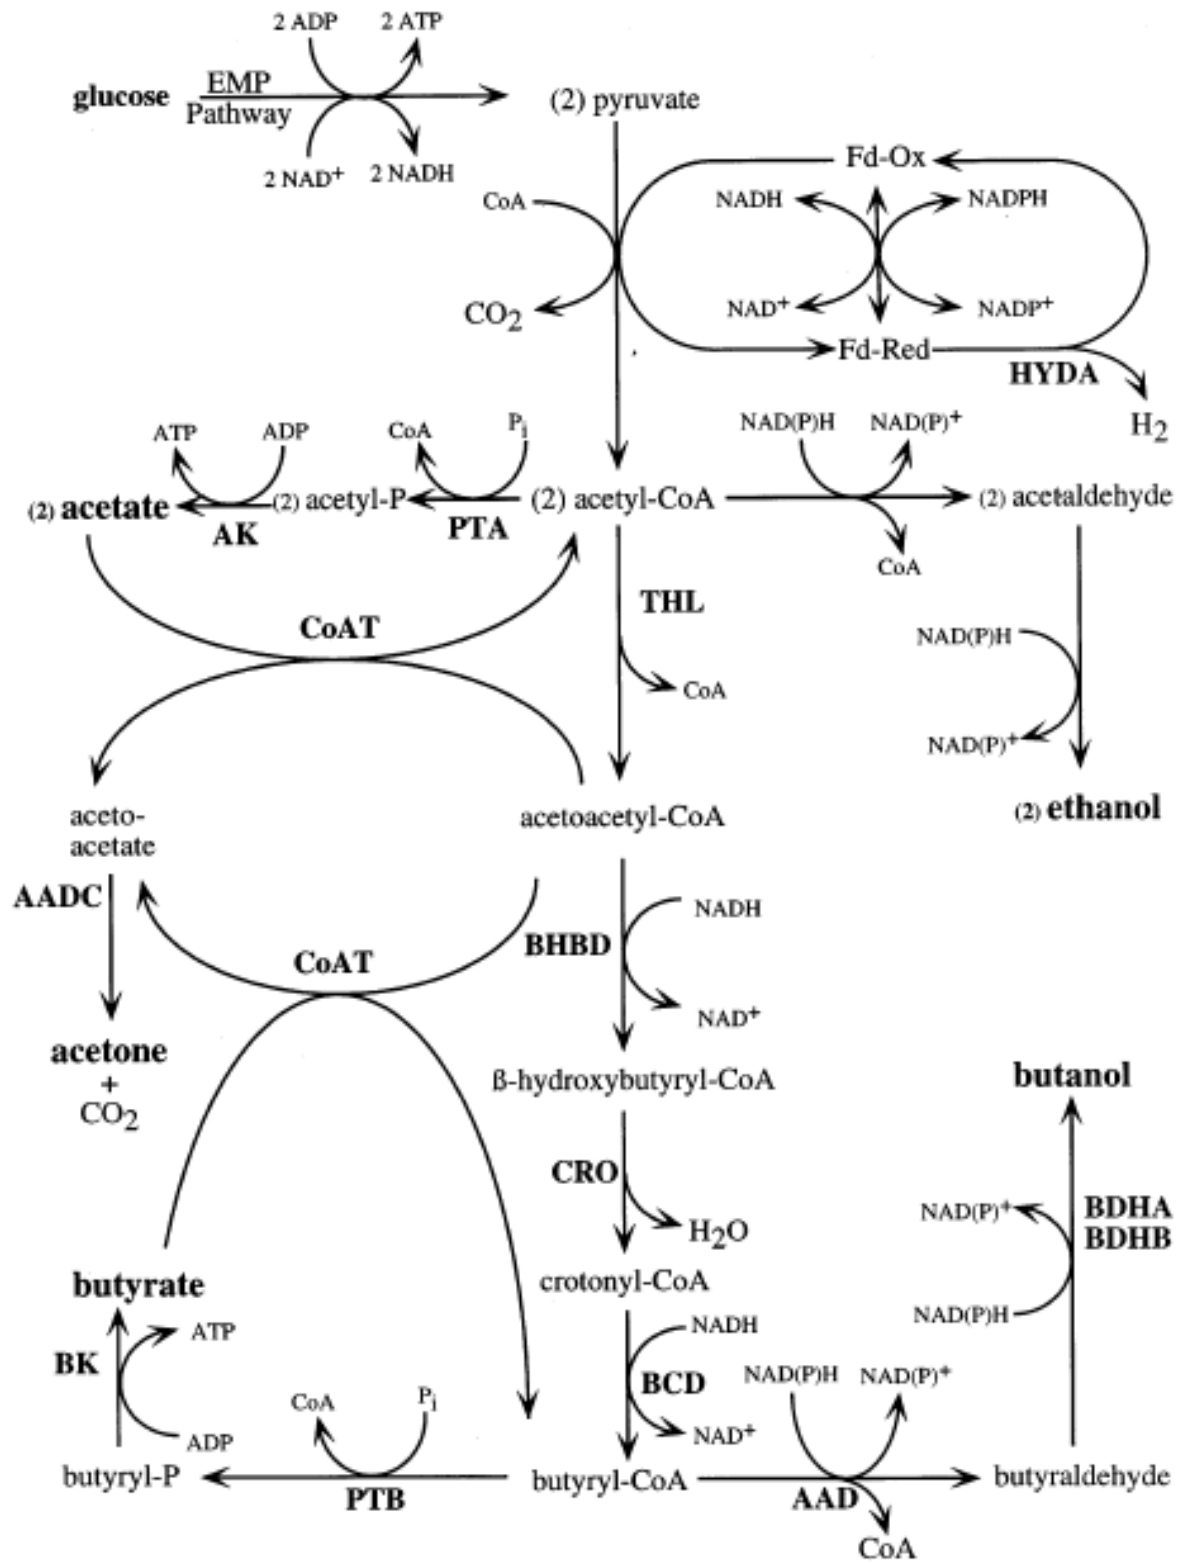 2 ADP
2 ATP
glucose
EMP
Pathway
(2) pyruvate
2 NAD+
2 NADH
Fd-Ox
CoA
NADH
NADPH
CO2
NAD+
NADP+
Fd-Red
HYDA
H2
ATP
ADP
CoA
Pi
NAD(P)H
NAD(P)+
(2) acetate
(2) acetyl-P
(2) acetyl-CoA
(2) acetaldehyde
AK
PTA
CoA
THL
CoAT
NAD(P)H
CoA
NAD(P)+
aceto-
acetate
acetoacetyl-CoA
(2) ethanol
AADC
NADH
BHBD
CoAT
NAD+
acetone
+
CO2
ß-hydroxybutyryl-CoA
butanol
CRO
H2O
NAD(P)+
BDHA
BDHB
butyrate
crotonyl-CoA
NAD(P)H
ATP
NADH
BK
BCD
NAD(P)H
NAD(P)+
CoA
Pi
ADP
NAD+
butyryl-P
butyryl-CoA
butyraldehyde
PTB
AAD
CoA